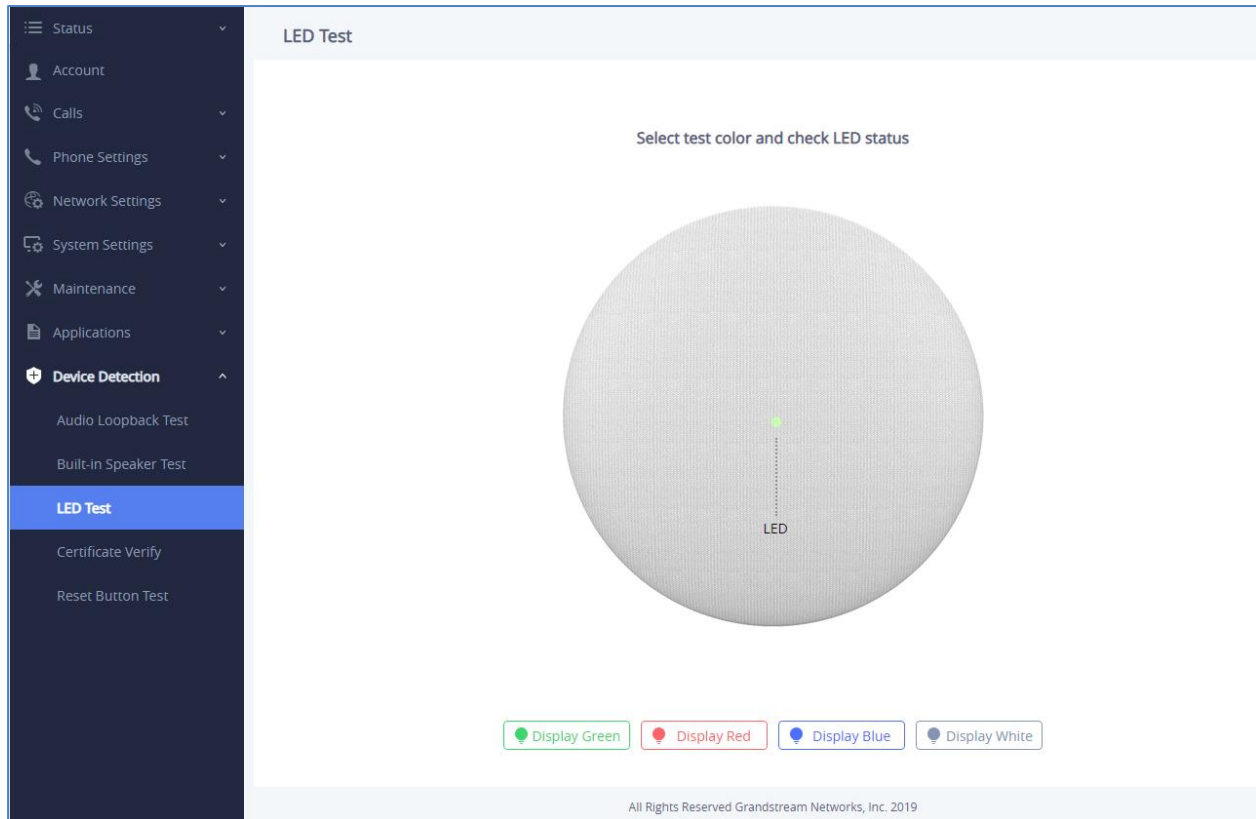 Status
Account
Calls
Phone Settings
Network Settings
System Settings
Maintenance
Applications
Device Detection
Audio Loopback Test
Built-in Speaker Test
LED Test
Certificate Verify
Reset Button Test
LED Test
Select test color and check LED status
LED
Display Green Display Red Display Blue Display White
All Rights Reserved Grandstream Networks, Inc. 2019